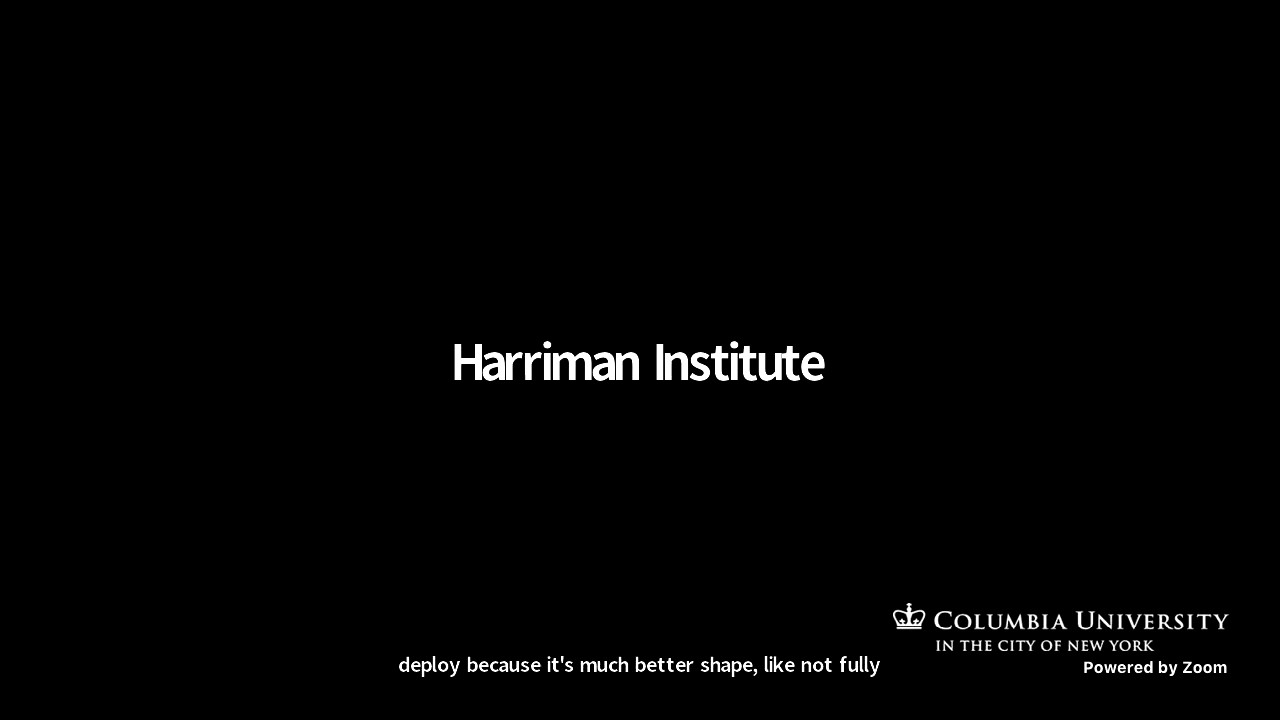 Harriman Institute
COLUMBIA UNIVERSITY
IN THE CITY OF NEW YORK
deploy because it's much better shape, like not fully
Powered by Zoom